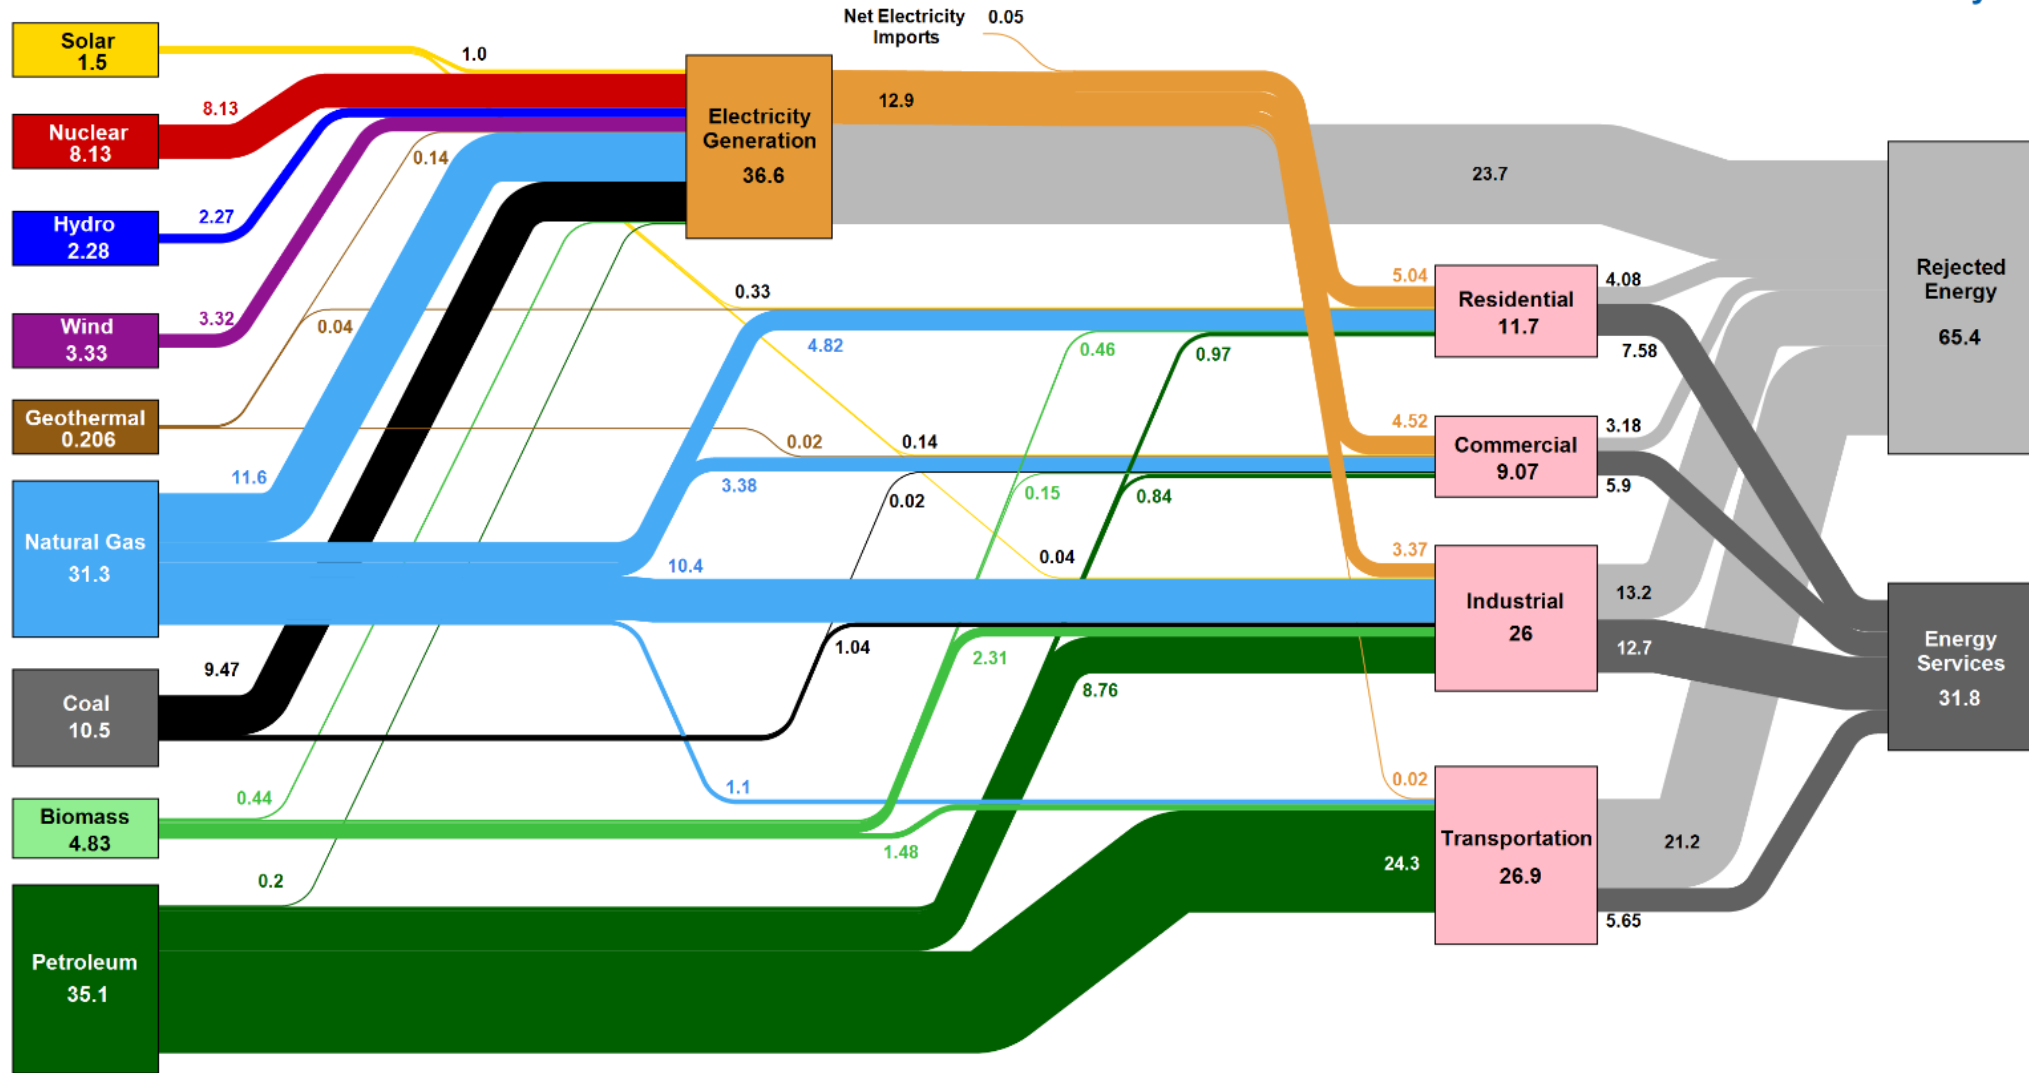 Net Electricity
Imports
0.05
Solar
1.5
1.0
Nuclear
8.13
8.13
Hydro
2.28
2.27
Wind
3.33
3.32
Geothermal
0.206
0.14
0.04
0.02
Natural Gas
31.3
11.6
4.82
3.38
10.4
1.1
Coal
10.5
9.47
0.02
1.04
Biomass
4.83
0.44
0.46
0.15
2.31
1.48
Petroleum
35.1
0.2
0.97
0.84
8.76
24.3
0.33
0.14
0.04
Electricity
Generation
36.6
12.9
23.7
5.04
4.52
3.37
0.02
Residential
11.7
4.08
7.58
Commercial
9.07
3.18
5.9
Industrial
26
13.2
12.7
Transportation
26.9
21.2
5.65
Rejected
Energy
65.4
Energy
Services
31.8